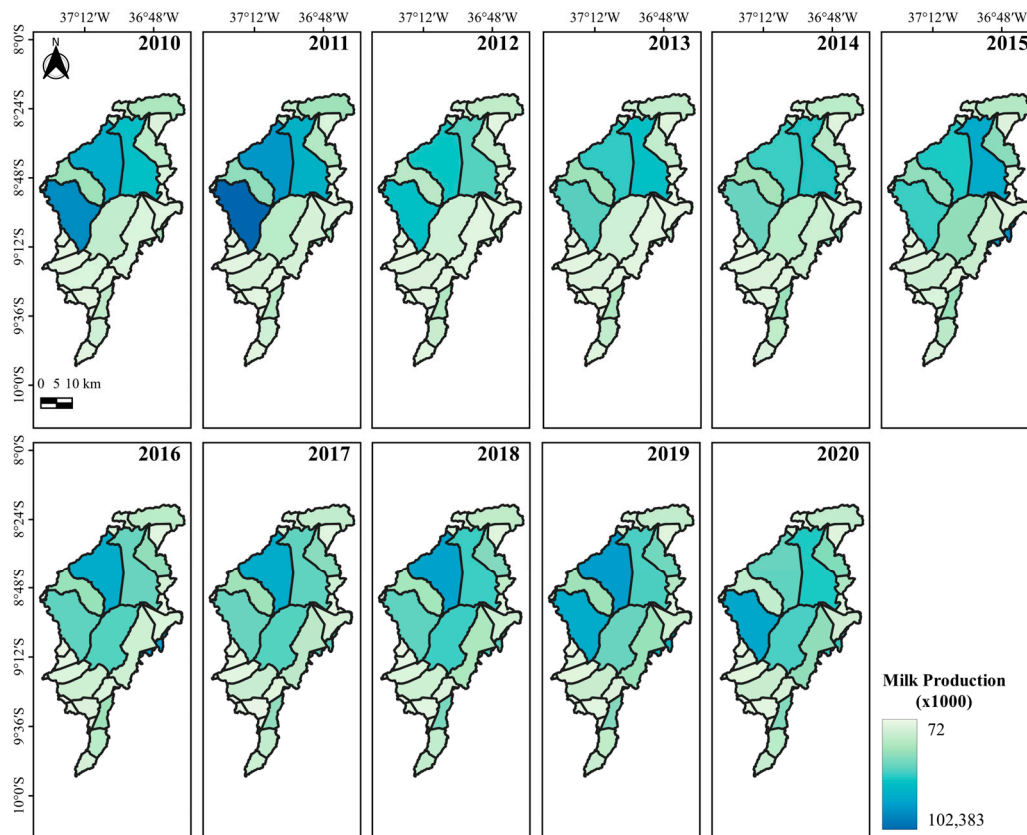 37°12'W 36°48'W 37°12'W 36°48'W 37°12'W 36°48'W 37°12'W 36°48'W 37°12'W 36°48'W 37°12'W 36°48'W
8°0'S
2010 2011 2012 2013 2014 2015
N
8°24'S
8°48'S
9°12'S
9°36'S
10°0'S
0 5 10 km
8°0'S
2016 2017 2018 2019 2020
8°24'S
8°48'S
9°12'S
9°36'S
10°0'S
Milk Production
(x1000)
72
102,383